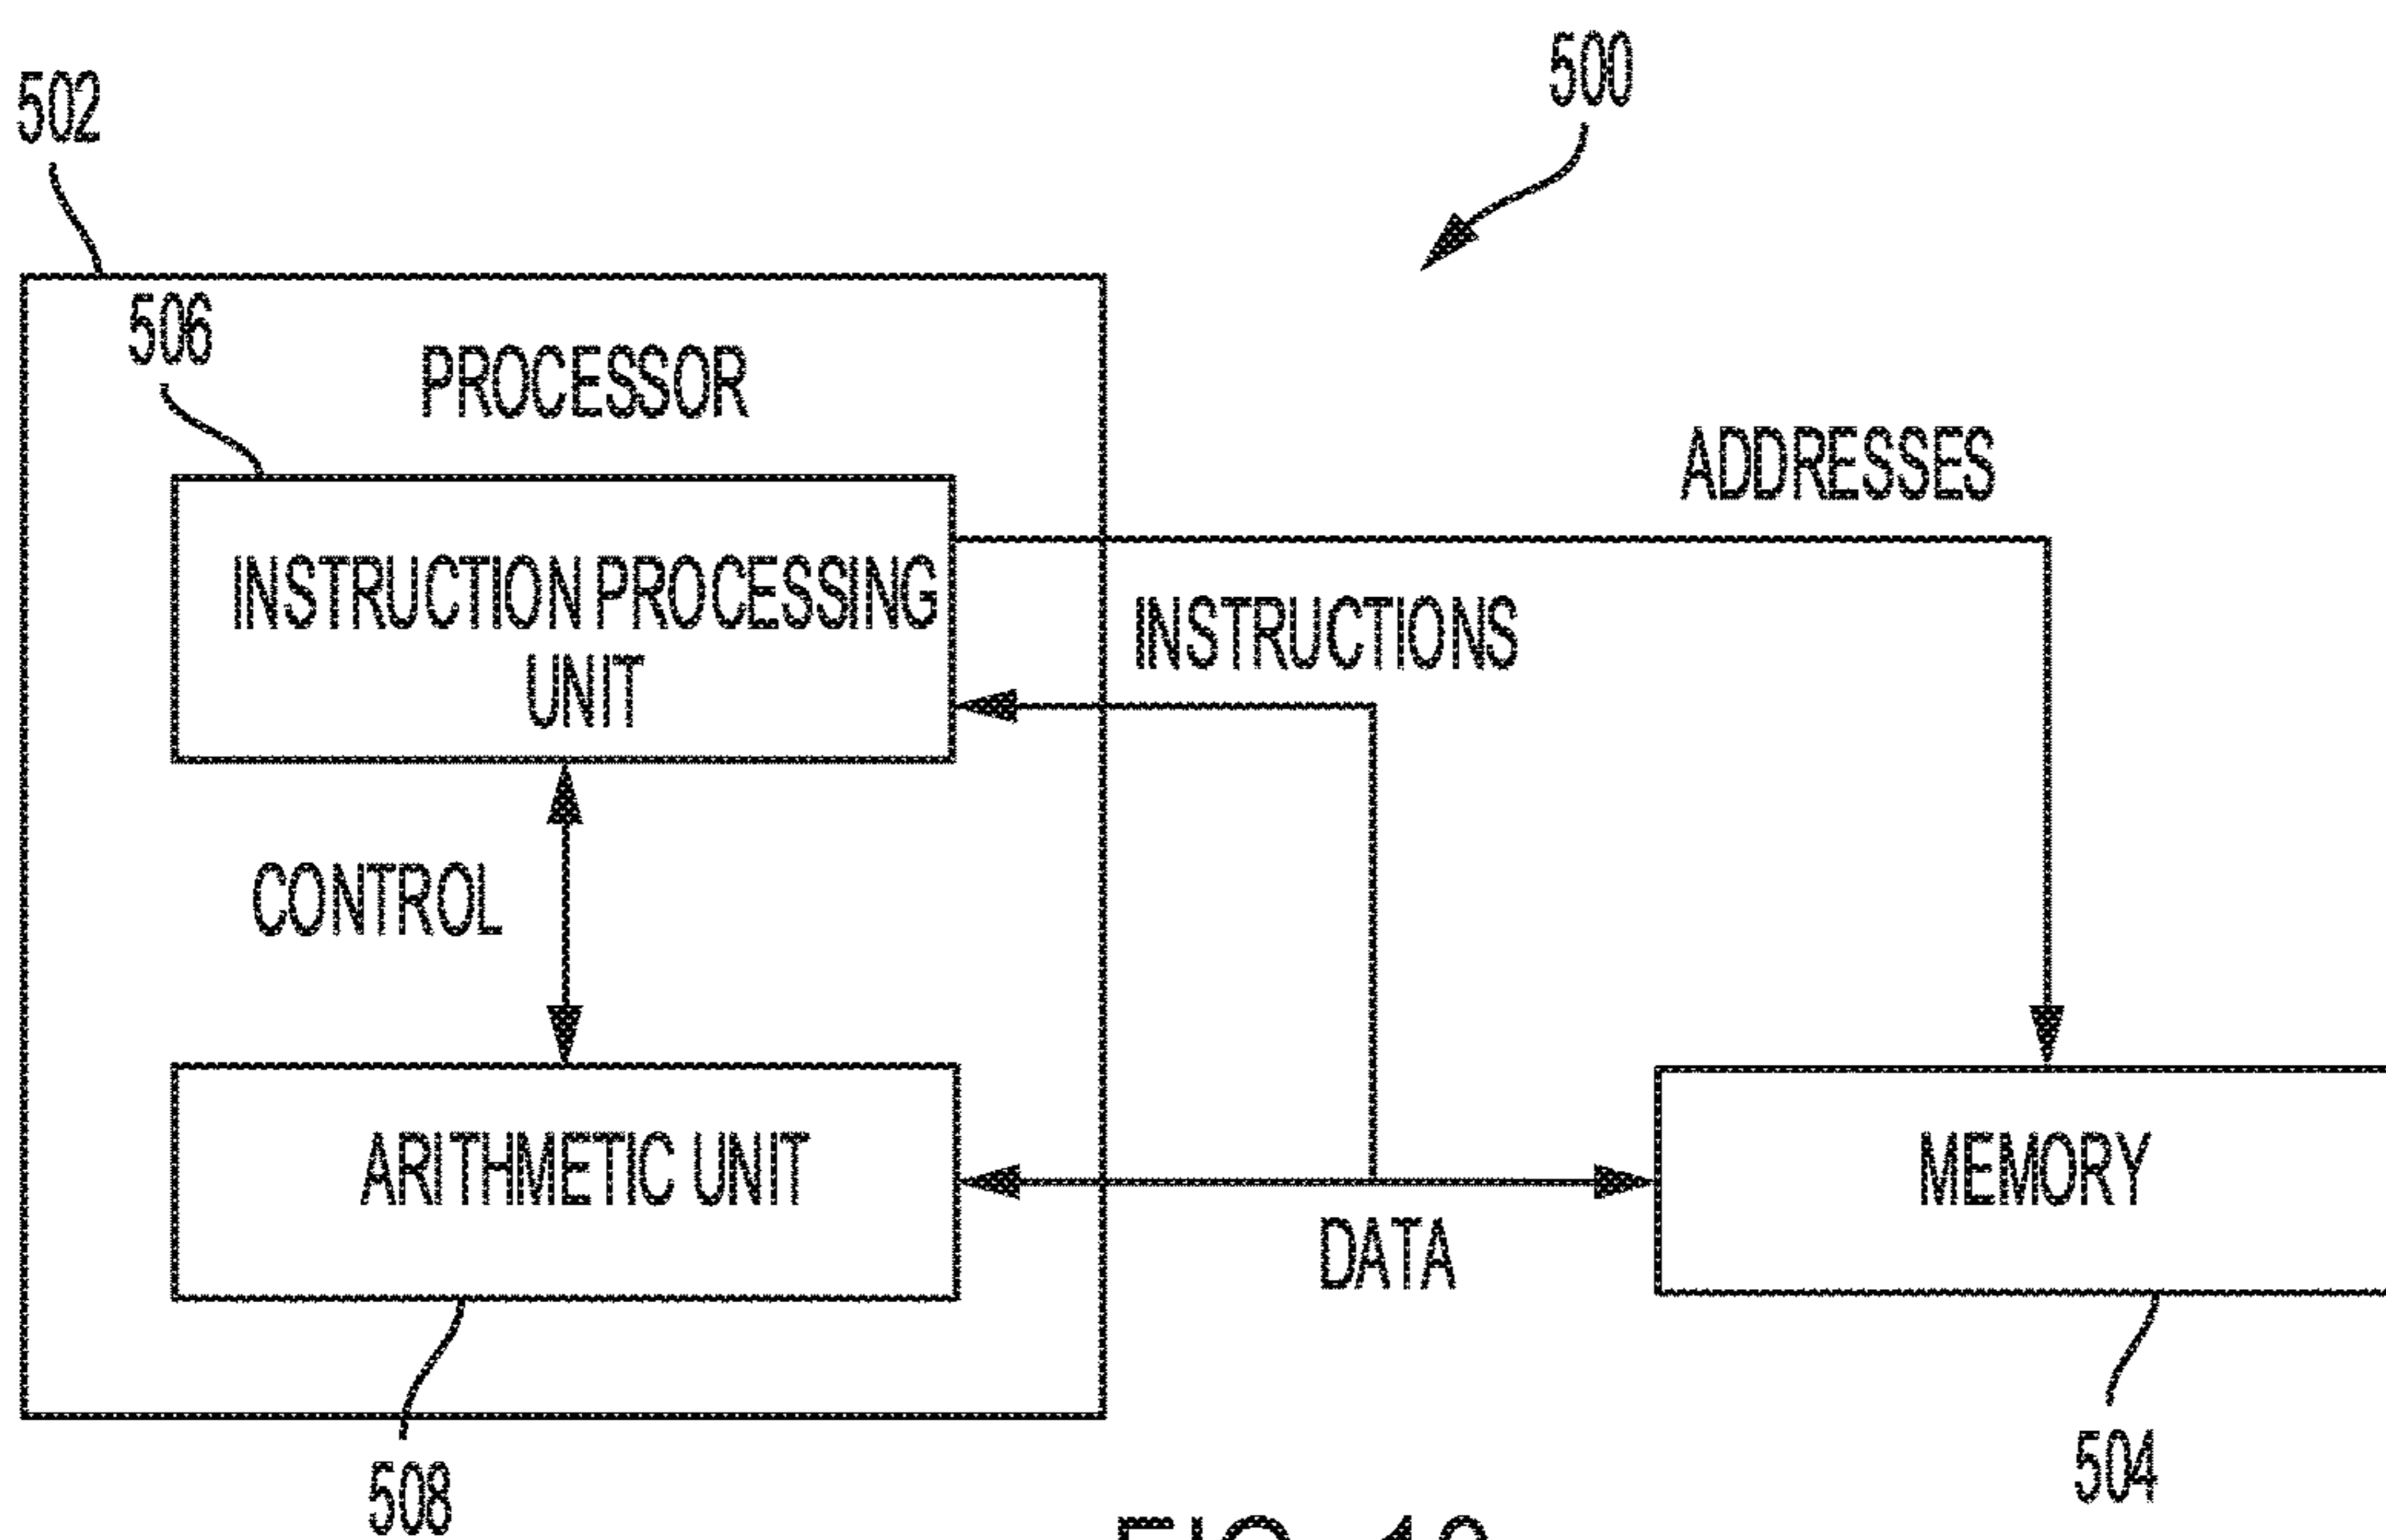 500
502
506
PROCESSOR
ADDRESSES
INSTRUCTION PROCESSING
UNIT
INSTRUCTIONS
CONTROL
ARITHMETIC UNIT
MEMORY
DATA
508
504